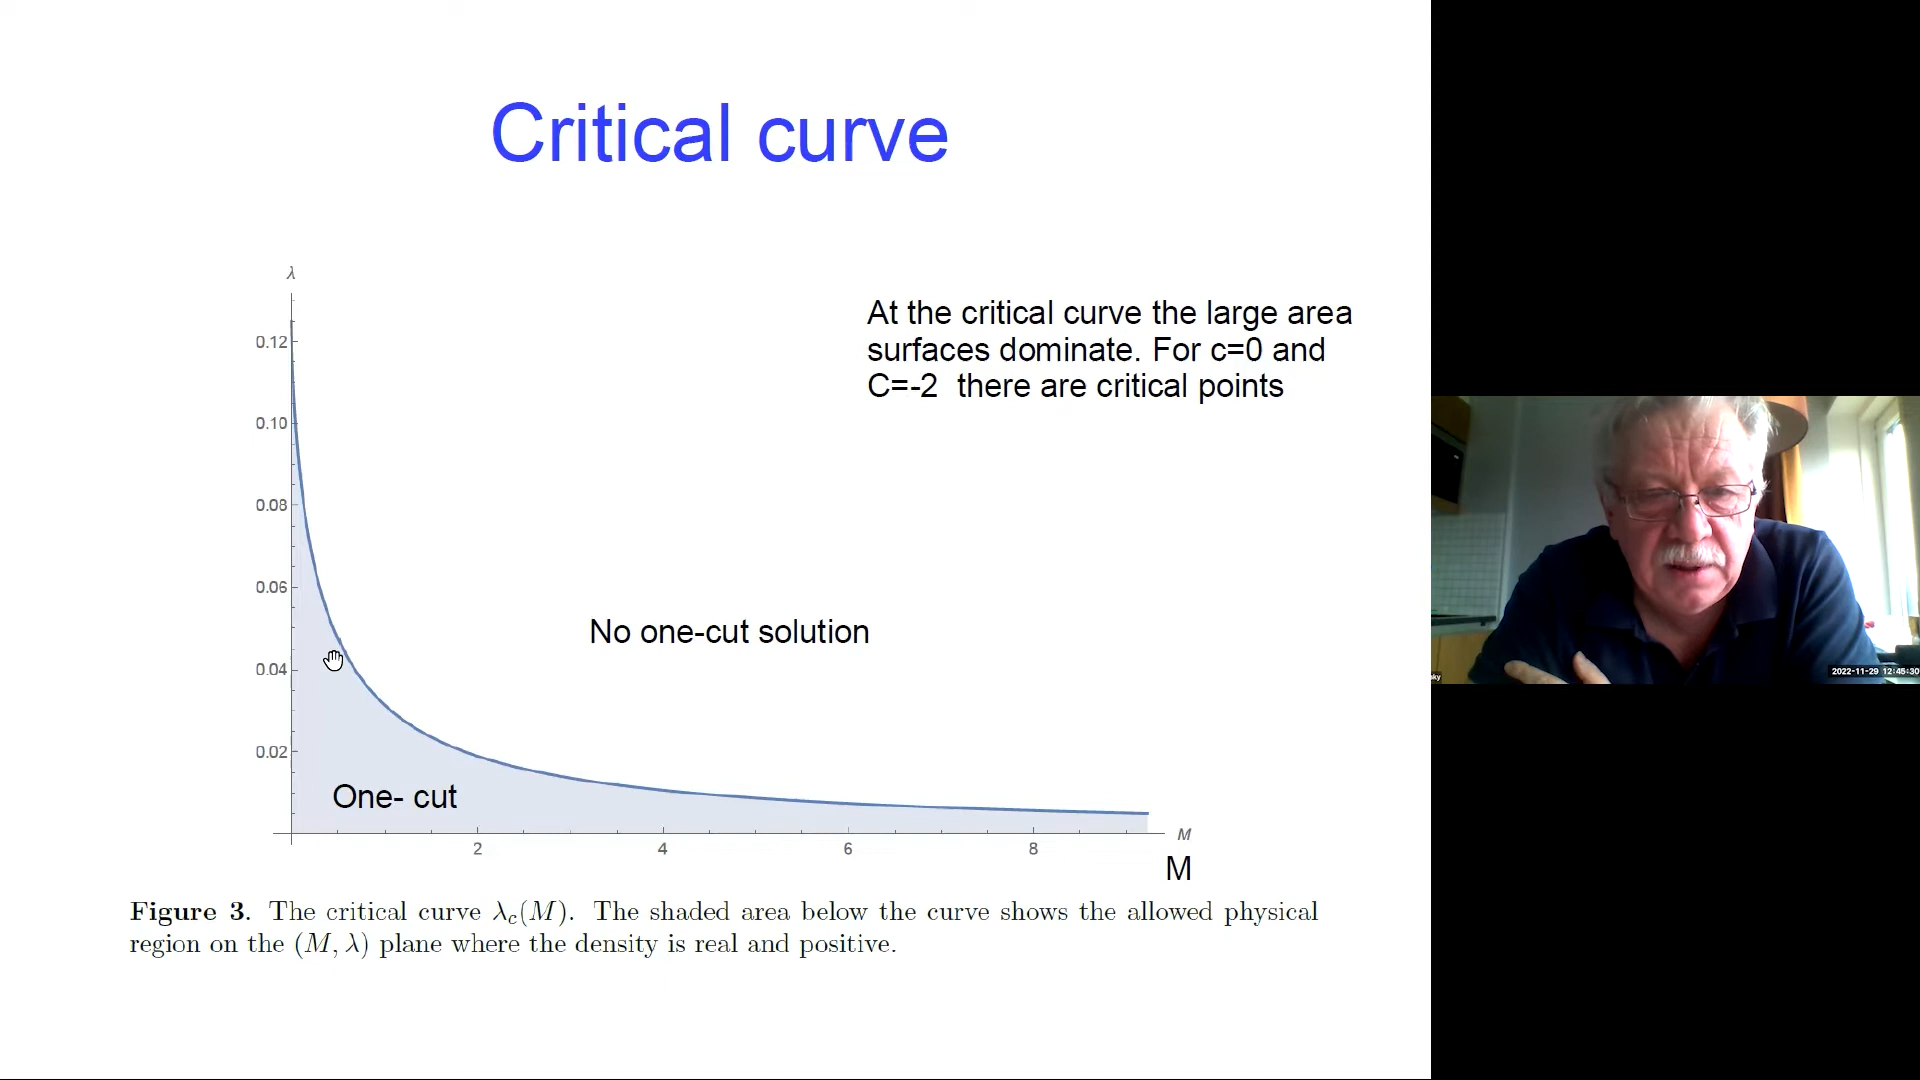 Critical curve
λ
0.12
0.10
0.08
0.06
0.04
0.02
2
4
6
8
M
M
At the critical curve the large area
surfaces dominate. For c=0 and
C=-2 there are critical points
No one-cut solution
One- cut
Figure 3. The critical curve λc(M). The shaded area below the curve shows the allowed physical
region on the (M, λ) plane where the density is real and positive.
sky
2022-11-29 12:45:30